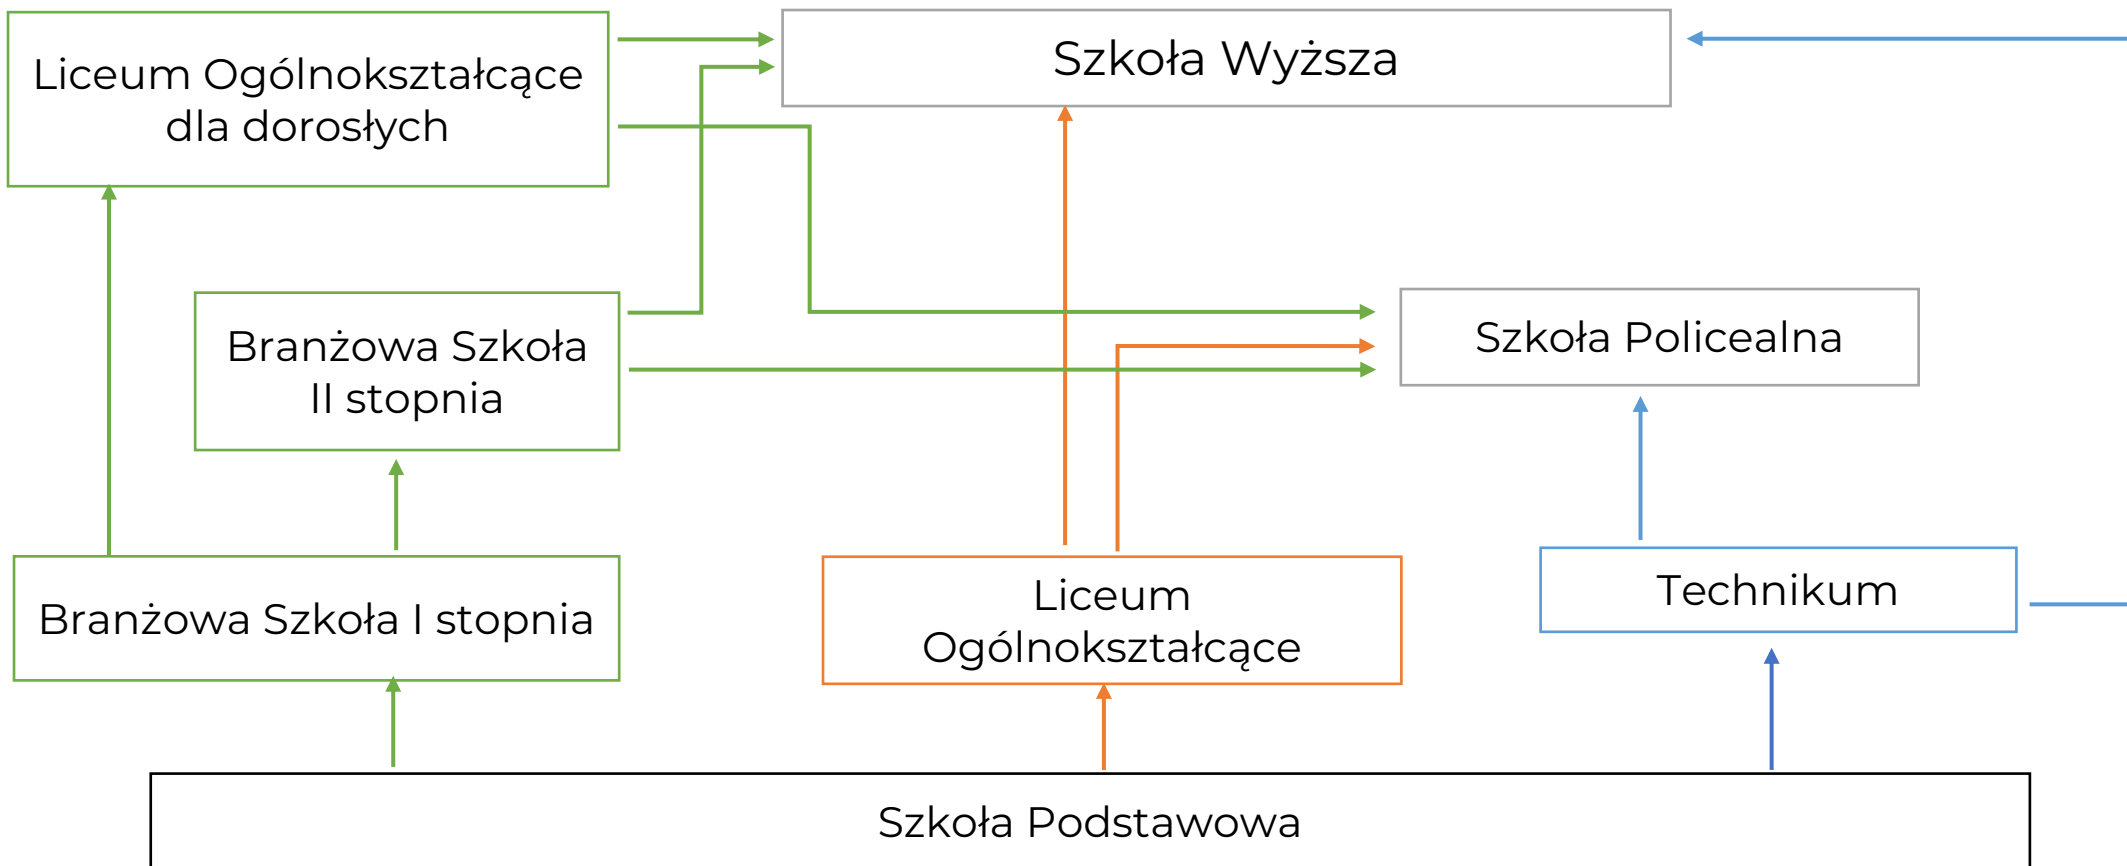 Liceum Ogólnokształcące
dla dorosłych
Szkoła Wyższa
Branżowa Szkoła
II stopnia
Szkoła Policealna
Branżowa Szkoła I stopnia
Liceum
Ogólnokształcące
Technikum
Szkoła Podstawowa